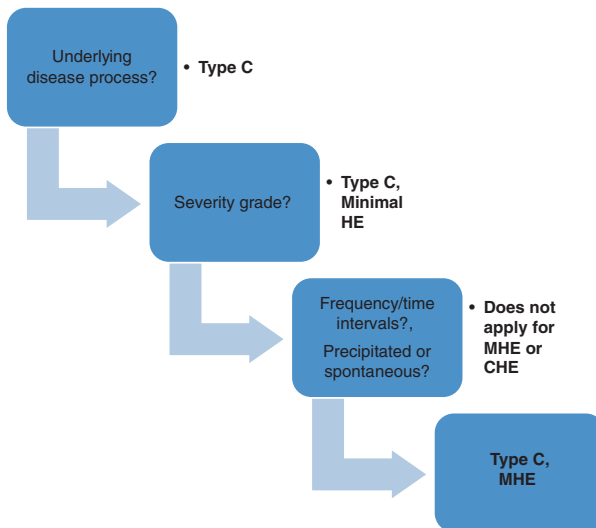 Underlying
disease process?
• Type C
Severity grade?
• Type C,
Minimal
HE
Frequency/time
intervals?,
Precipitated or
spontaneous?
• Does not
apply for
MHE or
CHE
Type C,
MHE